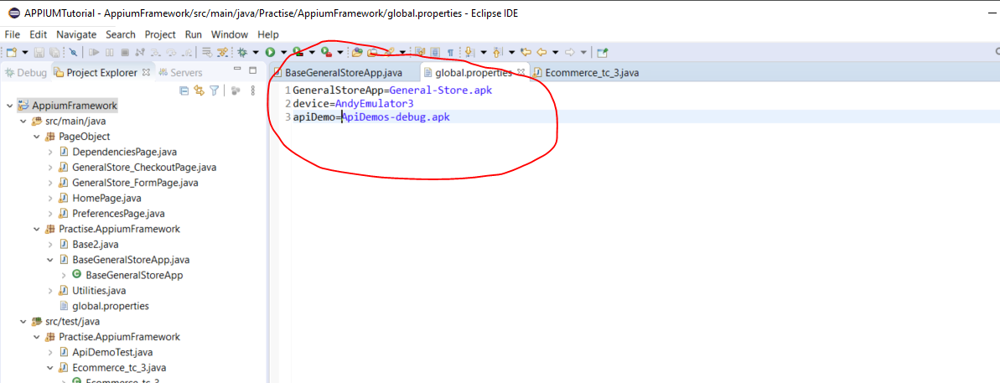 APPIUMTutorial - AppiumFramework/src/main/java/Practise/AppiumFramework/global.properties - Eclipse IDE
File Edit Navigate Search Project Run Window Help
Debug Project Explorer Servers
BaseGeneralStoreApp.java global.properties Ecommerce_tc_3.java
1 GeneralStoreApp=General-Store.apk
2 device=AndyEmulator3
3 apiDemo=ApiDemos-debug.apk
AppiumFramework
src/main/java
PageObject
DependenciesPage.java
GeneralStore_CheckoutPage.java
GeneralStore_FormPage.java
HomePage.java
PreferencesPage.java
Practise.AppiumFramework
Base2.java
BaseGeneralStoreApp.java
BaseGeneralStoreApp
Utilities.java
global.properties
src/test/java
Practise.AppiumFramework
ApiDemoTest.java
Ecommerce_tc_3.java
Ecommerce_tc_3